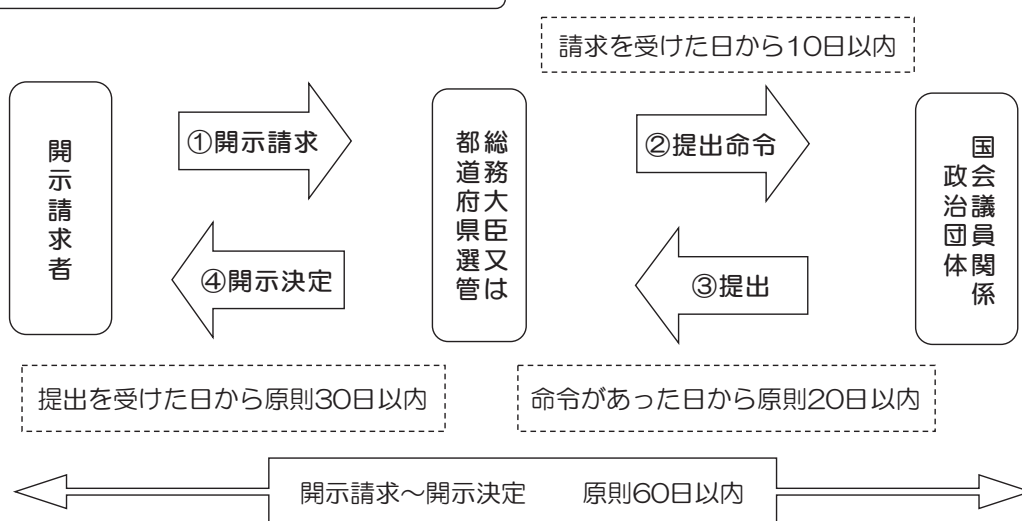 請求を受けた日から10日以内
開示請求者
①開示請求
総務大臣又は
都道府県選管
②提出命令
国会議員関係
政治団体
④開示決定
③提出
提出を受けた日から原則30日以内
命令があった日から原則20日以内
開示請求～開示決定　　原則60日以内